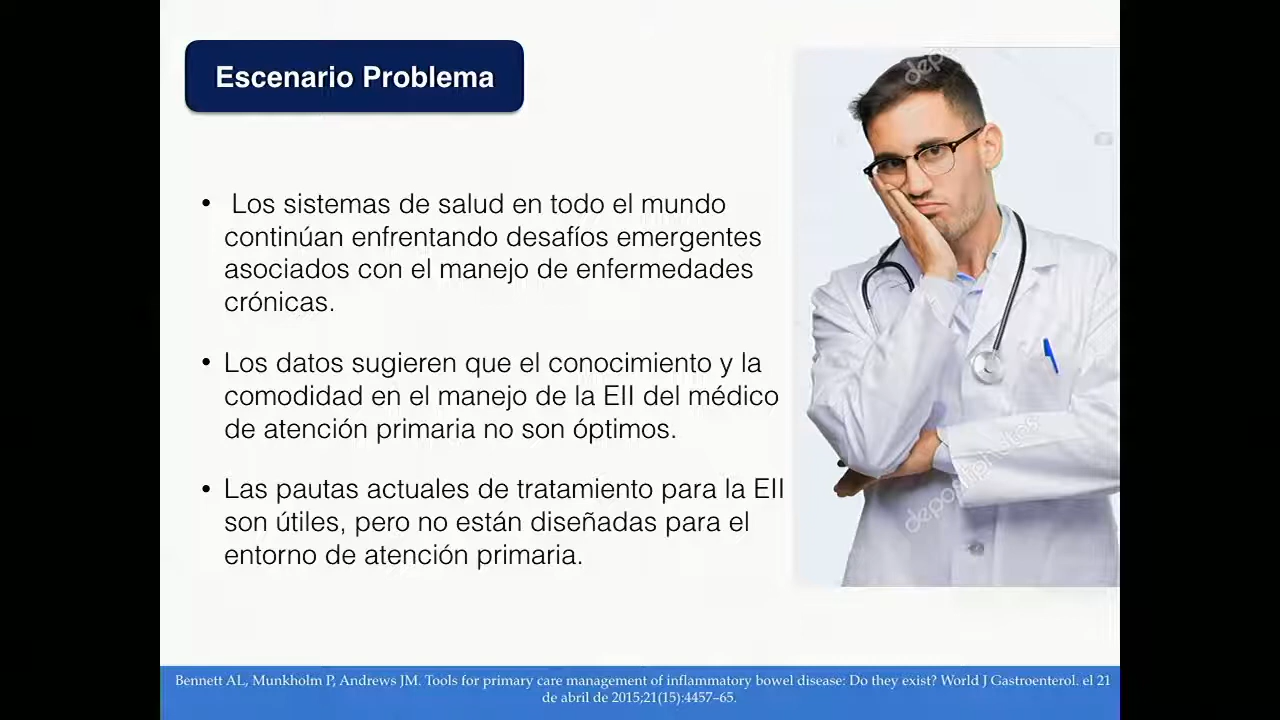 Escenario Problema
• Los sistemas de salud en todo el mundo
continúan enfrentando desafíos emergentes
asociados con el manejo de enfermedades
crónicas.
• Los datos sugieren que el conocimiento y la
comodidad en el manejo de la EII del médico
de atención primaria no son óptimos.
• Las pautas actuales de tratamiento para la EII
son útiles, pero no están diseñadas para el
entorno de atención primaria.
depositphotos
Bennett AL, Munkholm P, Andrews JM. Tools for primary care management of inflammatory bowel disease: Do they exist? World J Gastroenterol. el 21
de abril de 2015;21(15):4457–65.